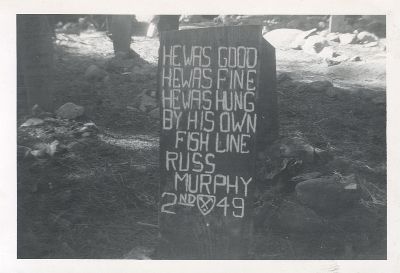 HE WAS GOOD
HE WAS FINE
HE WAS HUNG
BY HIS OWN
FISH LINE
RUSS
MURPHY
2ND 49